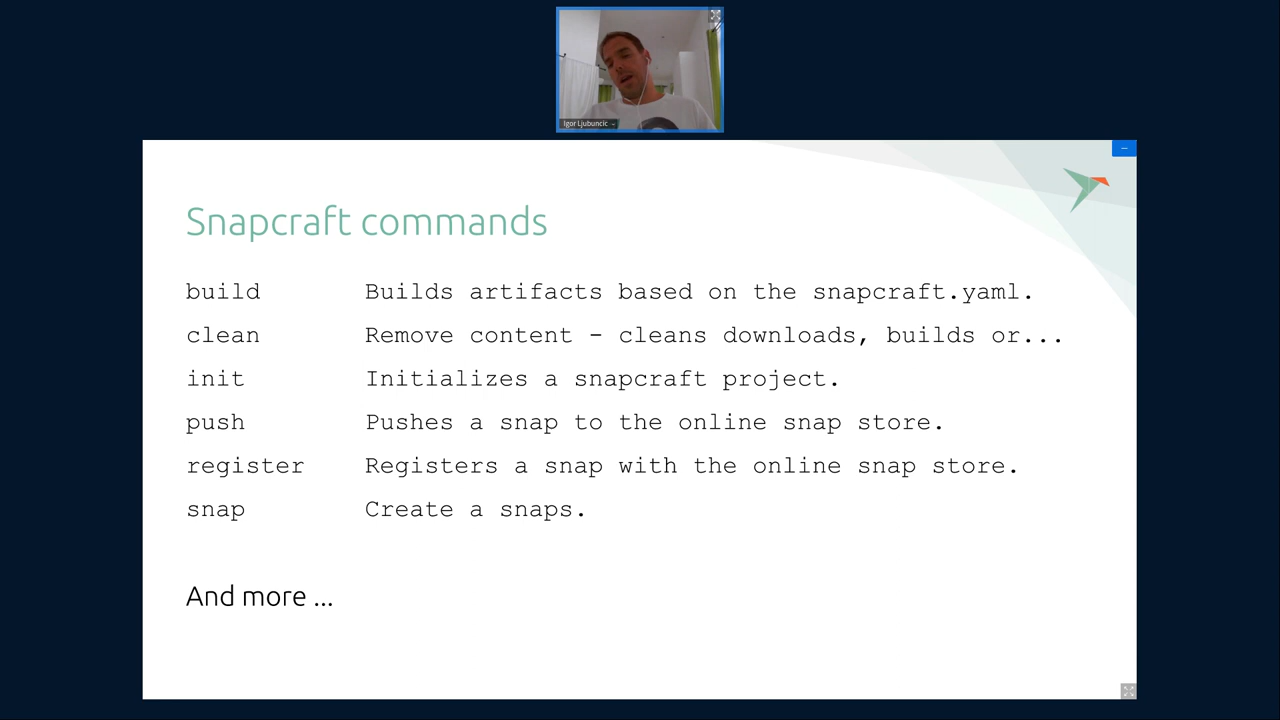 Igor Ljubuncic
Snapcraft commands
build Builds artifacts based on the snapcraft.yaml.
clean Remove content - cleans downloads, builds or...
init Initializes a snapcraft project.
push Pushes a snap to the online snap store.
register Registers a snap with the online snap store.
snap Create a snaps.
And more ...